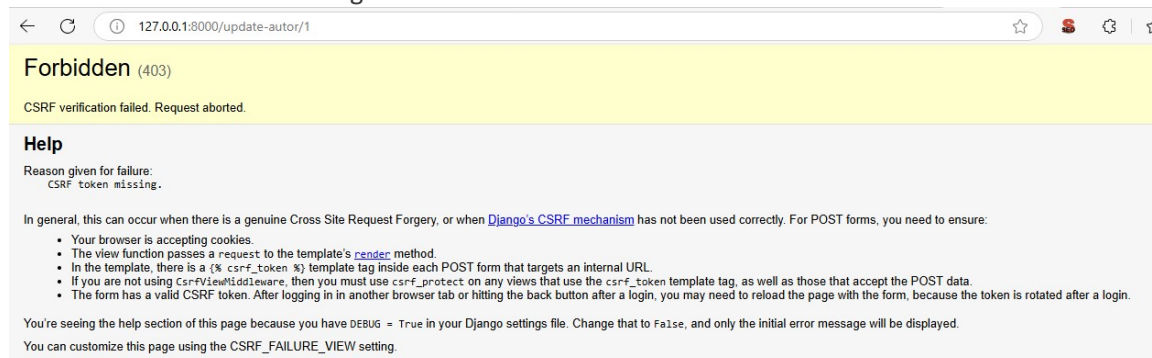 127.0.0.1:8000/update-autor/1
SEO
Forbidden (403)
CSRF verification failed. Request aborted.
Help
Reason given for failure:
CSRF token missing.
In general, this can occur when there is a genuine Cross Site Request Forgery, or when Django's CSRF mechanism has not been used correctly. For POST forms, you need to ensure:
• Your browser is accepting cookies.
• The view function passes a request to the template's render method.
• In the template, there is a {% csrf_token %} template tag inside each POST form that targets an internal URL.
• If you are not using CsrfViewMiddleware, then you must use csrf_protect on any views that use the csrf_token template tag, as well as those that accept the POST data.
• The form has a valid CSRF token. After logging in in another browser tab or hitting the back button after a login, you may need to reload the page with the form, because the token is rotated after a login.
You're seeing the help section of this page because you have DEBUG = True in your Django settings file. Change that to False, and only the initial error message will be displayed.
You can customize this page using the CSRF_FAILURE_VIEW setting.